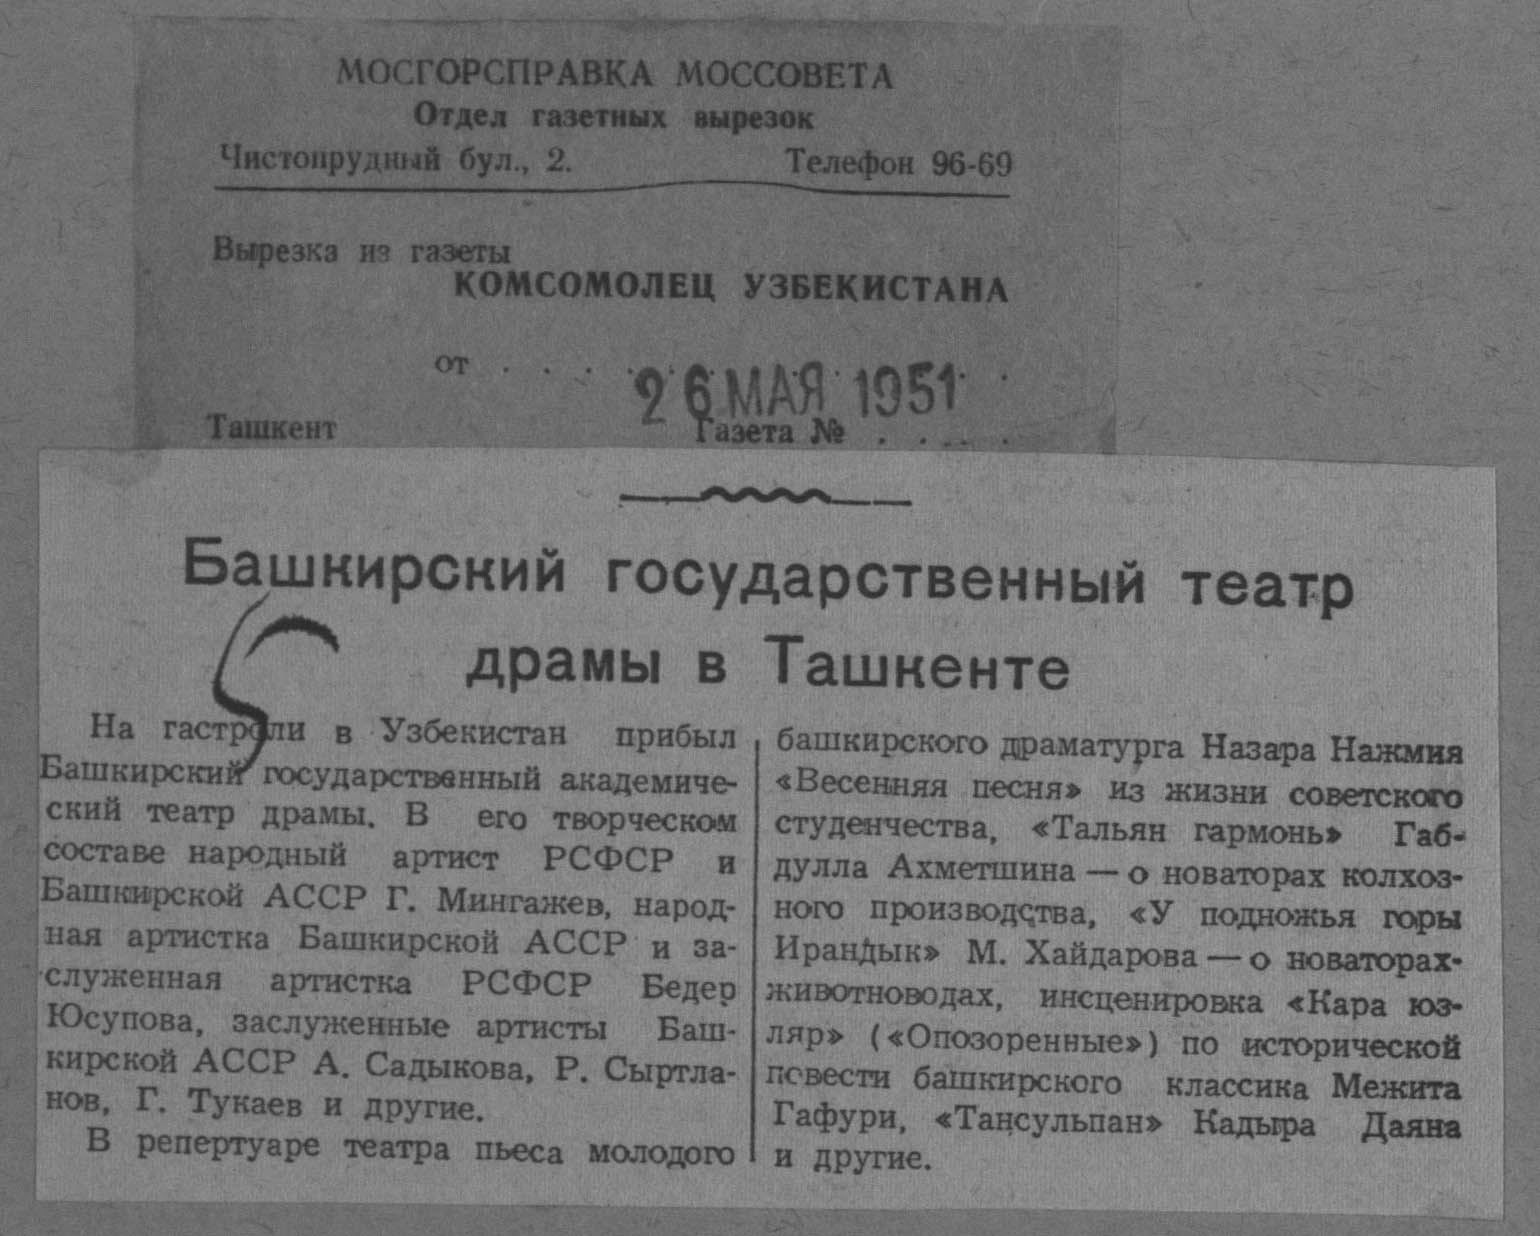 МОСГОРСПРАВКА МОССОВЕТА
Отдел газетных вырезок
Чистопрудный бул., 2. Телефон 96-69
Вырезка из газеты
КОМСОМОЛЕЦ УЗБЕКИСТАНА
от . . . . 26 МАЯ 1951 .
Ташкент Газета № . . . . .
Башкирский государственный театр
драмы в Ташкенте
На гастроли в Узбекистан прибыл
Башкирский государственный академиче-
ский театр драмы. В его творческом
составе народный артист РСФСР и
Башкирской АССР Г. Мингажев, народ-
ная артистка Башкирской АССР и за-
служенная артистка РСФСР Бедер
Юсупова, заслуженные артисты Баш-
кирской АССР А. Садыкова, Р. Сыртла-
нов, Г. Тукаев и другие.
В репертуаре театра пьеса молодого
башкирского драматурга Назара Нажмия
«Весенняя песня» из жизни советского
студенчества, «Тальян гармонь» Габ-
дулла Ахметшина — о новаторах колхоз-
ного производства, «У подножья горы
Ирандык» М. Хайдарова — о новаторах-
животноводах, инсценировка «Кара юз-
ляр» («Опозоренные») по исторической
повести башкирского классика Межита
Гафури, «Тансульпан» Кадыра Даяна
и другие.